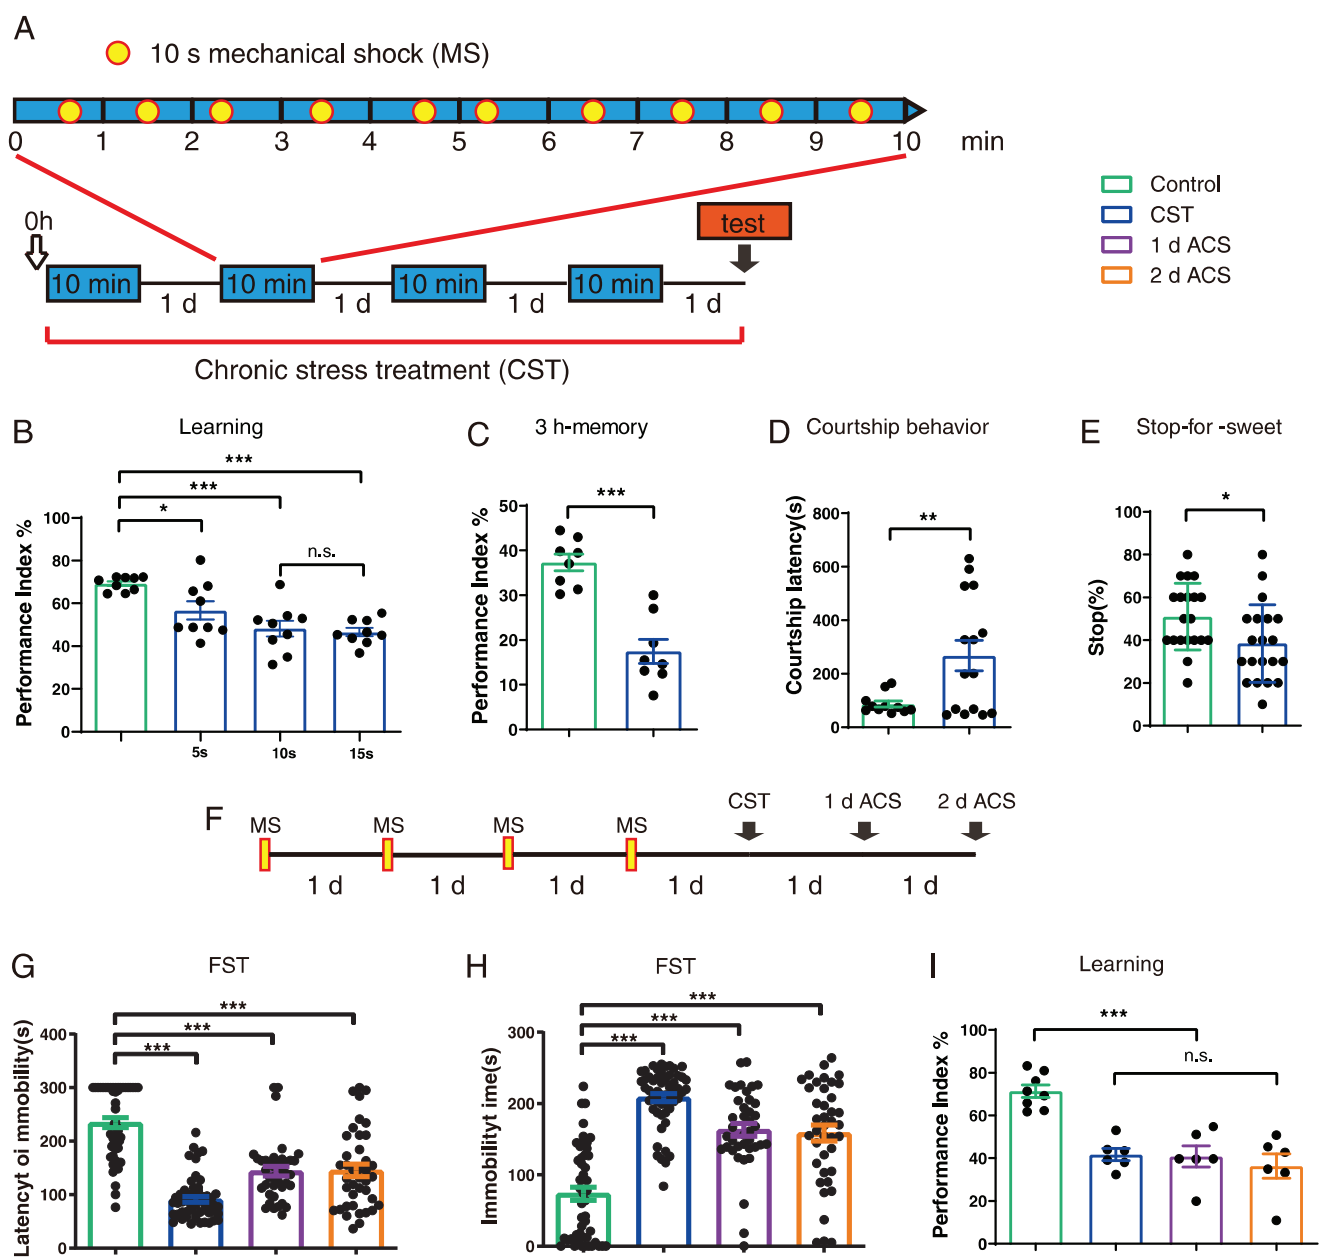 A
10 s mechanical shock (MS)
0 1 2 3 4 5 6 7 8 9 10 min
Control
CST
1 d ACS
2 d ACS
0h
test
10 min 10 min 10 min 10 min
1 d 1 d 1 d 1 d
Chronic stress treatment (CST)
B
Learning
***
***
*
n.s.
Performance Index %
100
80
60
40
20
0
5s 10s 15s
C
3 h-memory
***
Performance Index %
50
40
30
20
10
0
D
Courtship behavior
**
Courtship latency(s)
800
600
400
200
0
E
Stop-for -sweet
*
Stop(%)
100
80
60
40
20
0
F
CST 1 d ACS 2 d ACS
MS MS MS MS
1 d 1 d 1 d 1 d 1 d 1 d
G
FST
***
***
***
Latencyt oi mmobility(s)
400
300
200
100
0
H
FST
***
***
***
Immobilityt ime(s)
300
200
100
0
I
Learning
***
n.s.
Performance Index %
100
80
60
40
20
0